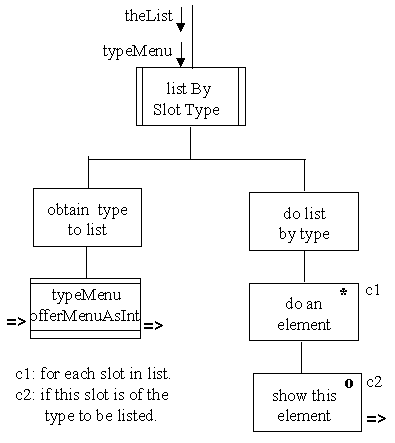 theList
typeMenu
list By
Slot Type
obtain type
to list
do list
by type
typeMenu
offerMenuAsInt
=>
=>
*
c1
do an
element
c1: for each slot in list.
c2: if this slot is of the
type to be listed.
o
c2
show this
element
=>